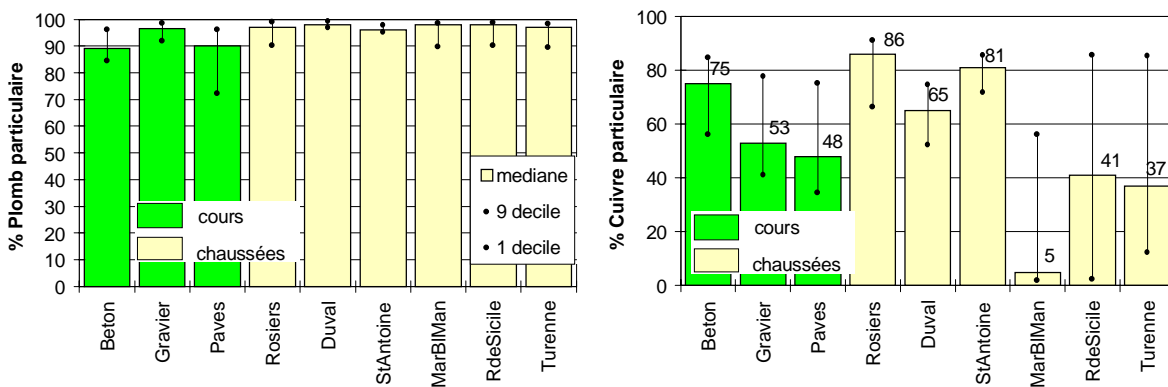 % Plomb particulaire
100
90
80
70
60
50
40
30
20
10
0
cours
chaussées
mediane
9 decile
1 decile
Beton
Gravier
Paves
Rosiers
Duval
StAntoine
MarBlMan
RdeSicile
Turenne
% Cuivre particulaire
100
80
60
40
20
0
75
53
48
86
65
81
5
41
37
cours
chaussées
Beton
Gravier
Paves
Rosiers
Duval
StAntoine
MarBlMan
RdeSicile
Turenne